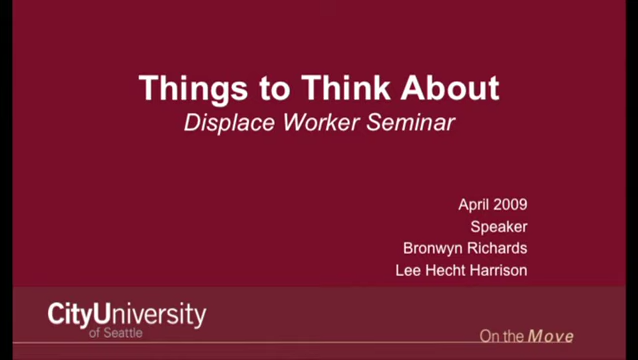 Things to Think About
Displace Worker Seminar
April 2009
Speaker
Bronwyn Richards
Lee Hecht Harrison
CityUniversity
of Seattle
On the Move